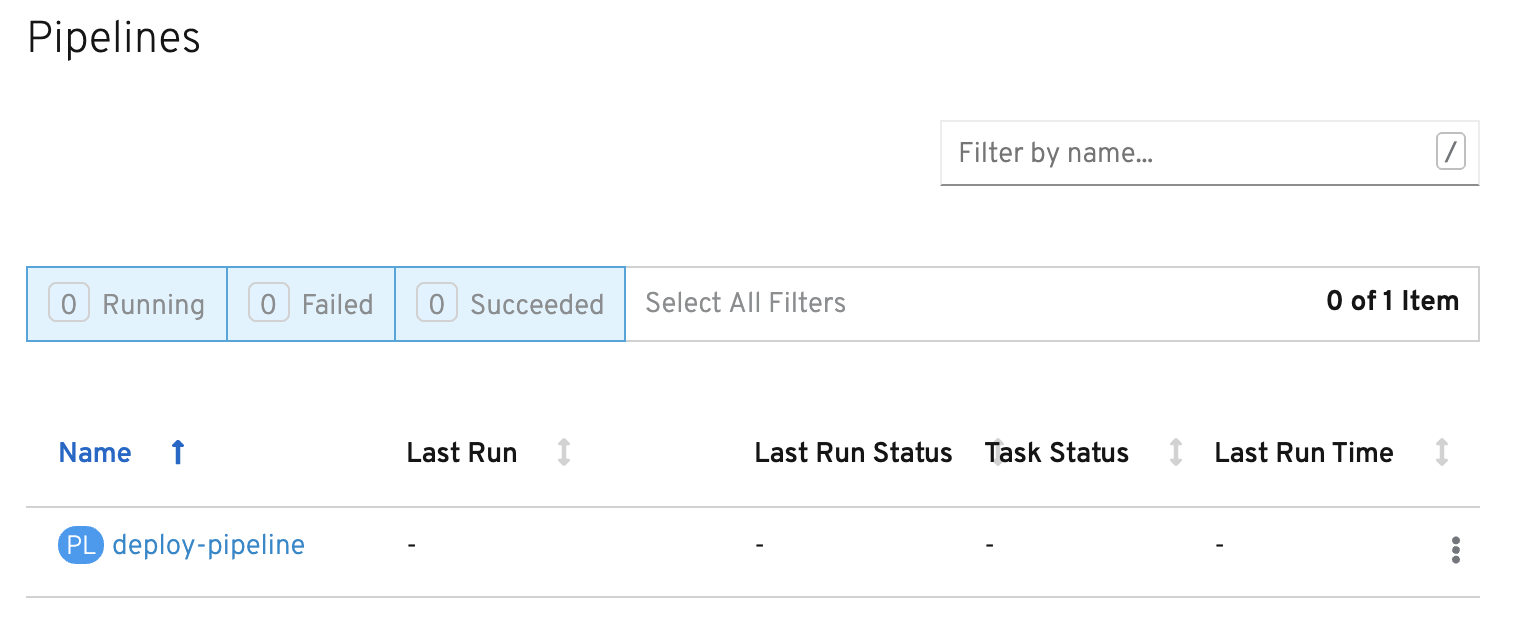 Pipelines
Filter by name...
/
0 Running 0 Failed 0 Succeeded Select All Filters 0 of 1 Item
Name Last Run Last Run Status Task Status Last Run Time
PL deploy-pipeline - - - -